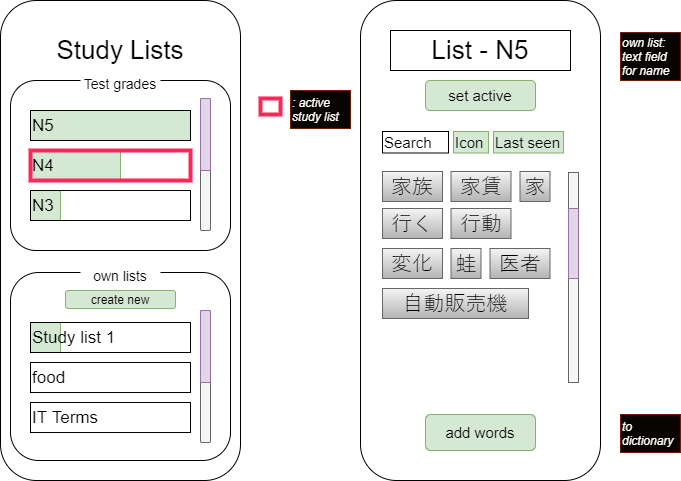 Study Lists
Test grades
N5
N4
N3
own lists
create new
Study list 1
food
IT Terms
: active
study list
List - N5
set active
Search Icon Last seen
家族 家賃 家
行く 行動
変化 蛙 医者
自動販売機
add words
own list:
text field
for name
to
dictionary